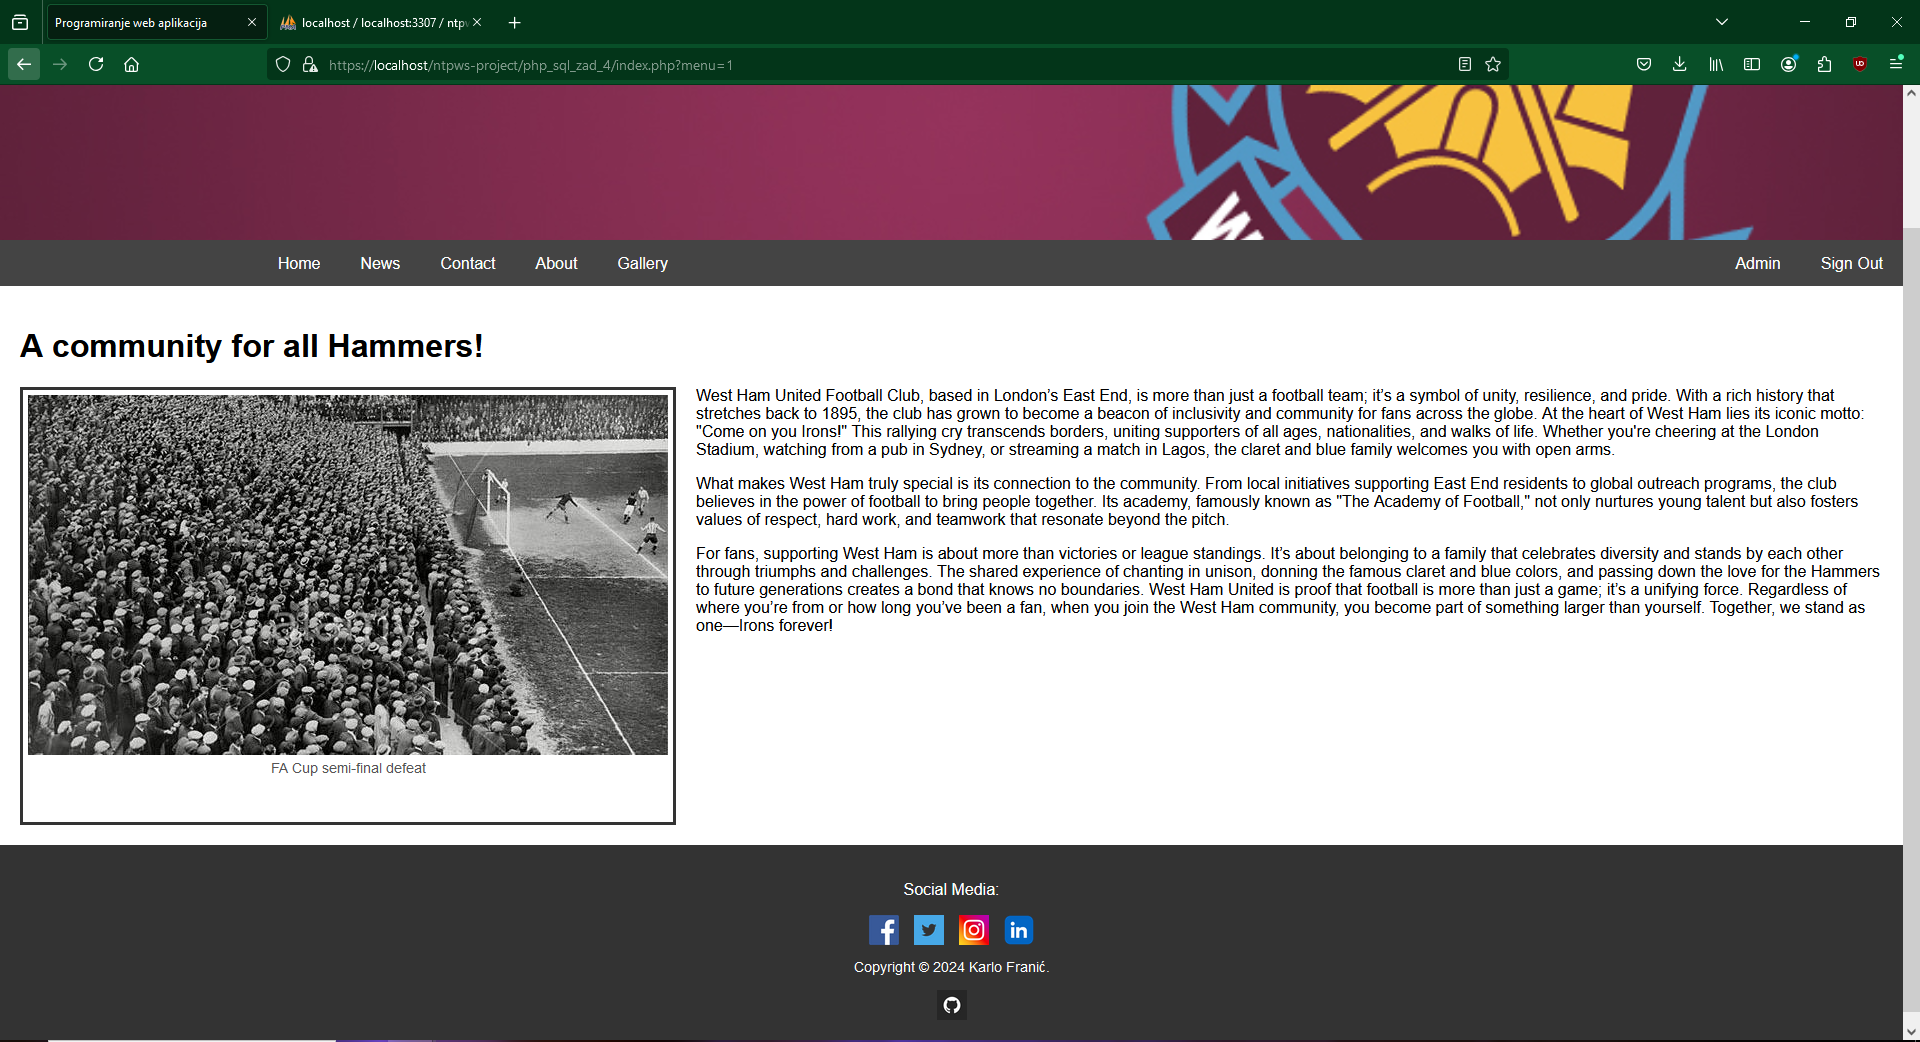 Programiranje web aplikacija
localhost / localhost:3307 / ntpv
https://localhost/ntpws-project/php_sql_zad_4/index.php?menu=1
W
Home News Contact About Gallery Admin Sign Out
A community for all Hammers!
West Ham United Football Club, based in London’s East End, is more than just a football team; it’s a symbol of unity, resilience, and pride. With a rich history that
stretches back to 1895, the club has grown to become a beacon of inclusivity and community for fans across the globe. At the heart of West Ham lies its iconic motto:
"Come on you Irons!" This rallying cry transcends borders, uniting supporters of all ages, nationalities, and walks of life. Whether you're cheering at the London
Stadium, watching from a pub in Sydney, or streaming a match in Lagos, the claret and blue family welcomes you with open arms.
What makes West Ham truly special is its connection to the community. From local initiatives supporting East End residents to global outreach programs, the club
believes in the power of football to bring people together. Its academy, famously known as "The Academy of Football," not only nurtures young talent but also fosters
values of respect, hard work, and teamwork that resonate beyond the pitch.
For fans, supporting West Ham is about more than victories or league standings. It’s about belonging to a family that celebrates diversity and stands by each other
through triumphs and challenges. The shared experience of chanting in unison, donning the famous claret and blue colors, and passing down the love for the Hammers
to future generations creates a bond that knows no boundaries. West Ham United is proof that football is more than just a game; it’s a unifying force. Regardless of
where you’re from or how long you’ve been a fan, when you join the West Ham community, you become part of something larger than yourself. Together, we stand as
one—Irons forever!
FA Cup semi-final defeat
Social Media:
Copyright © 2024 Karlo Franić.